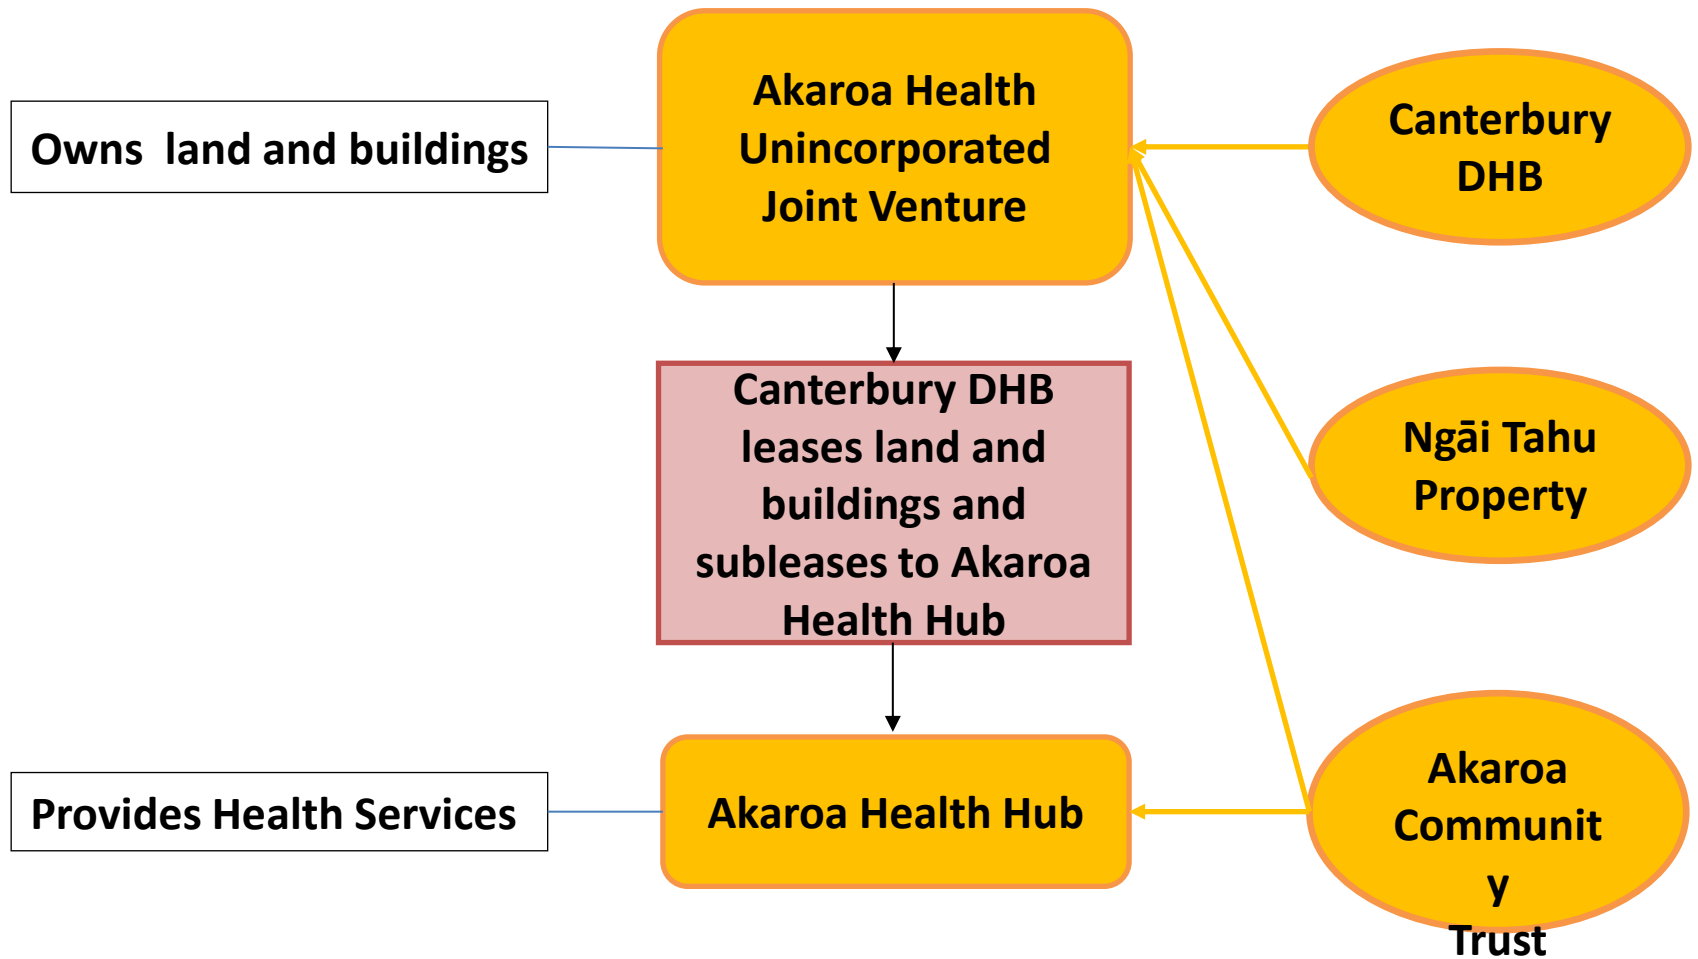 Akaroa Health
Unincorporated
Joint Venture
Owns  land and buildings
Canterbury
DHB
Canterbury DHB
leases land and
buildings and
subleases to Akaroa
Health Hub
Ngāi Tahu
Property
Provides Health Services
Akaroa Health Hub
Akaroa
Communit
y
Trust